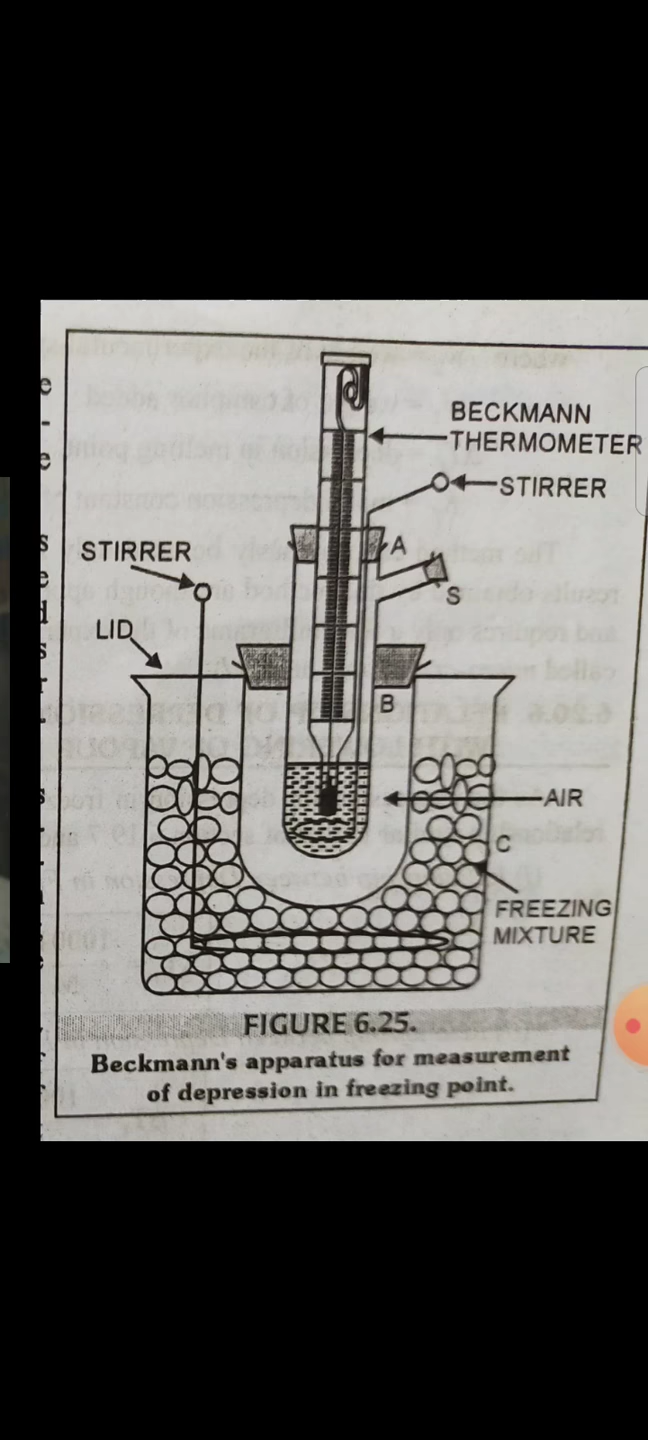 BECKMANN
THERMOMETER
STIRRER
A
STIRRER
S
LID
B
AIR
C
FREEZING
MIXTURE
FIGURE 6.25.
Beckmann's apparatus for measurement
of depression in freezing point.